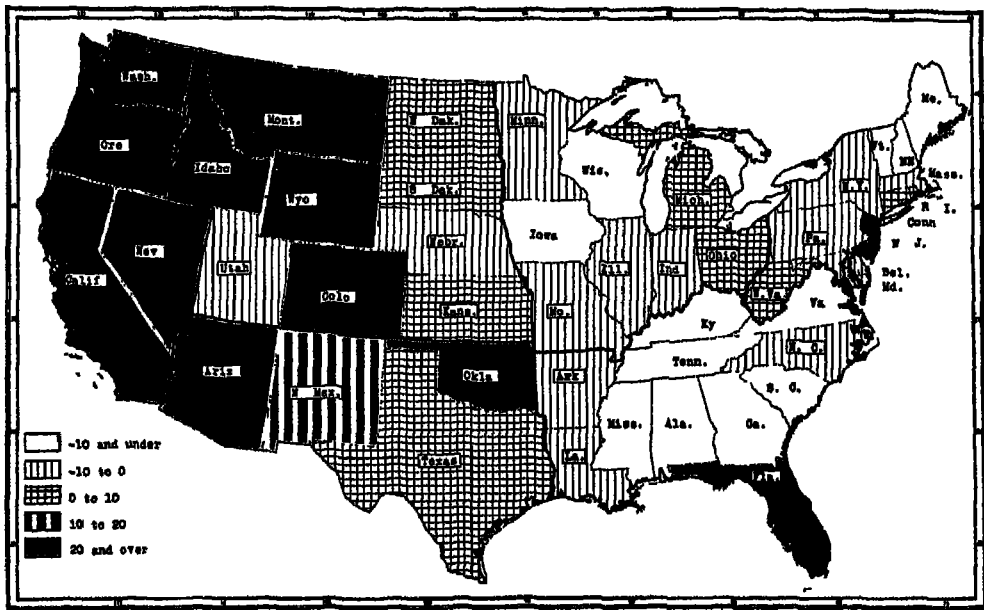 Wash.
Mont.
N Dak.
Minn.
Me.
Ore
Idaho
Vt.
NH
Wis.
S Dak.
Wyo
Mich.
N.Y.
Mass.
R I.
Conn
Nev
Iowa
Nebr.
Pa.
N J.
Utah
Ohio
Ill.
Ind
Calif
Del.
Md.
Colo
W.Va
Va
Kans.
Mo.
Ky
N. C.
Tenn.
Ariz
Okla
Ark
N Mex.
S. C.
Miss.
Ala.
Ga.
Texas
La.
Fla.
-10 and under
-10 to 0
0 to 10
10 to 20
20 and over